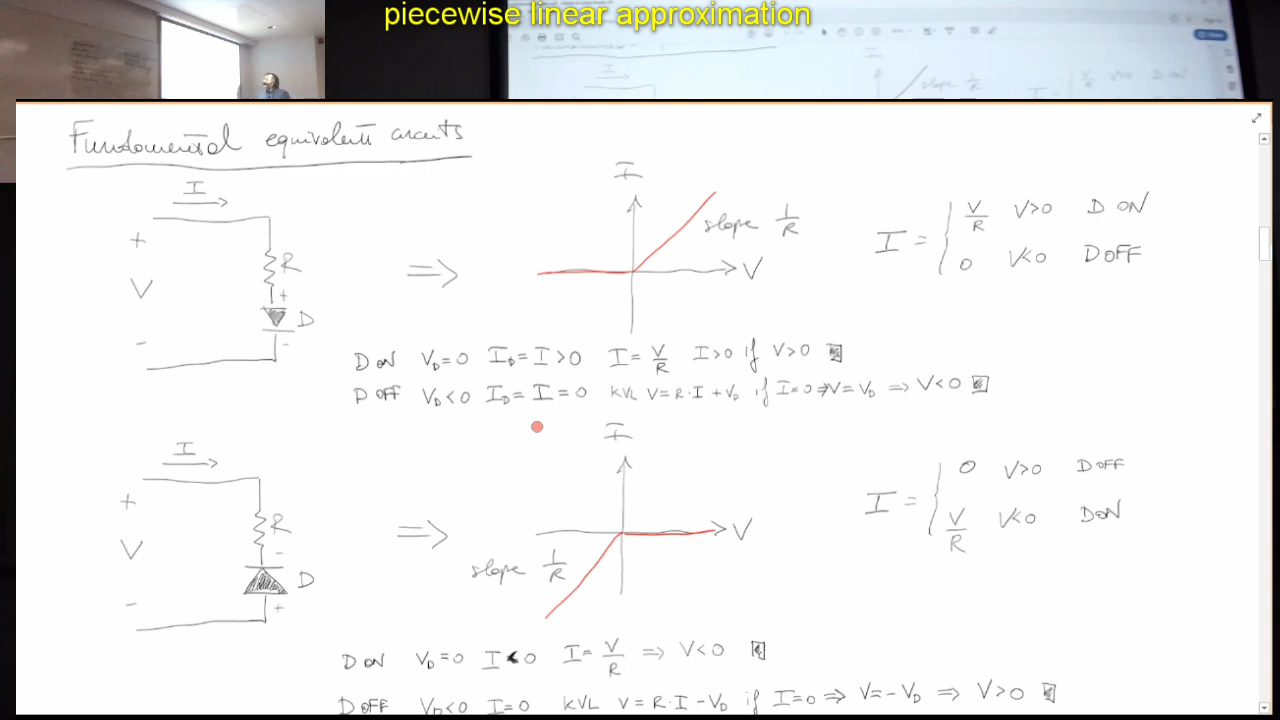 piecewise linear approximation
Fundamental equivalent circuits
I
+
V
-
R
+
D
-
⇒
I
V
slope 1/R
I = { V/R V>0 D ON
0 V<0 D OFF
D ON V_D=0 I_D=I>0 I=V/R I>0 if V>0
D OFF V_D<0 I_D=I=0 KVL V=R·I+V_D if I=0⇒V=V_D ⇒ V<0
I
+
V
-
R
-
D
+
⇒
I
V
slope 1/R
I = { 0 V>0 D OFF
V/R V<0 D ON
D ON V_D=0 I<0 I=V/R ⇒ V<0
D OFF V_D<0 I=0 KVL V=R·I-V_D if I=0 ⇒ V=-V_D ⇒ V>0